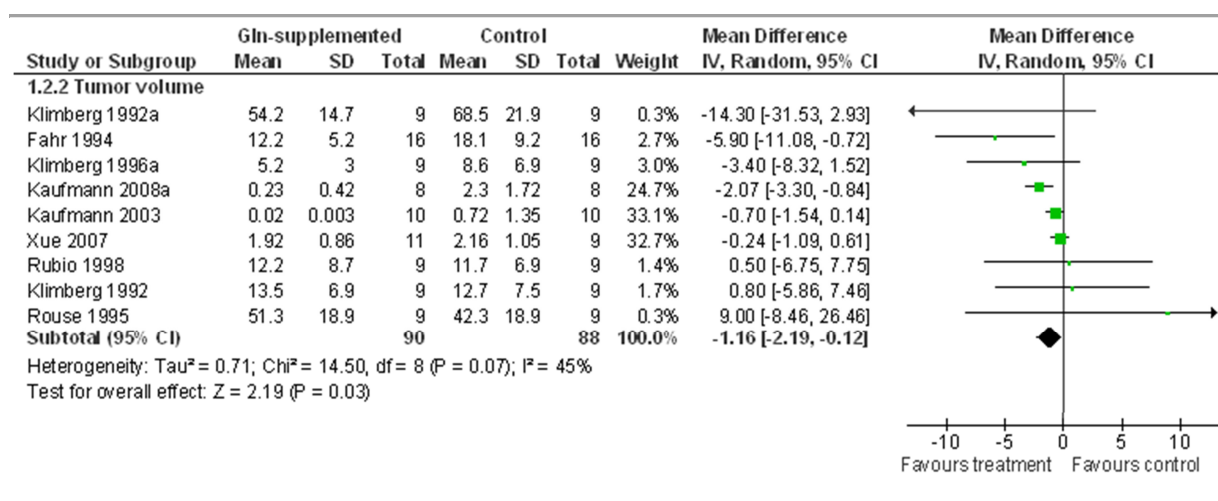 Gln-supplemented Control Mean Difference Mean Difference
Study or Subgroup Mean SD Total Mean SD Total Weight IV, Random, 95% CI IV, Random, 95% CI
1.2.2 Tumor volume
Klimberg 1992a 54.2 14.7 9 68.5 21.9 9 0.3% -14.30 [-31.53, 2.93]
Fahr 1994 12.2 5.2 16 18.1 9.2 16 2.7% -5.90 [-11.08, -0.72]
Klimberg 1996a 5.2 3 9 8.6 6.9 9 3.0% -3.40 [-8.32, 1.52]
Kaufmann 2008a 0.23 0.42 8 2.3 1.72 8 24.7% -2.07 [-3.30, -0.84]
Kaufmann 2003 0.02 0.003 10 0.72 1.35 10 33.1% -0.70 [-1.54, 0.14]
Xue 2007 1.92 0.86 11 2.16 1.05 9 32.7% -0.24 [-1.09, 0.61]
Rubio 1998 12.2 8.7 9 11.7 6.9 9 1.4% 0.50 [-6.75, 7.75]
Klimberg 1992 13.5 6.9 9 12.7 7.5 9 1.7% 0.80 [-5.86, 7.46]
Rouse 1995 51.3 18.9 9 42.3 18.9 9 0.3% 9.00 [-8.46, 26.46]
Subtotal (95% CI) 90 88 100.0% -1.16 [-2.19, -0.12]
Heterogeneity: Tau² = 0.71; Chi² = 14.50, df = 8 (P = 0.07); I² = 45%
Test for overall effect: Z = 2.19 (P = 0.03)
-10 -5 0 5 10
Favours treatment Favours control